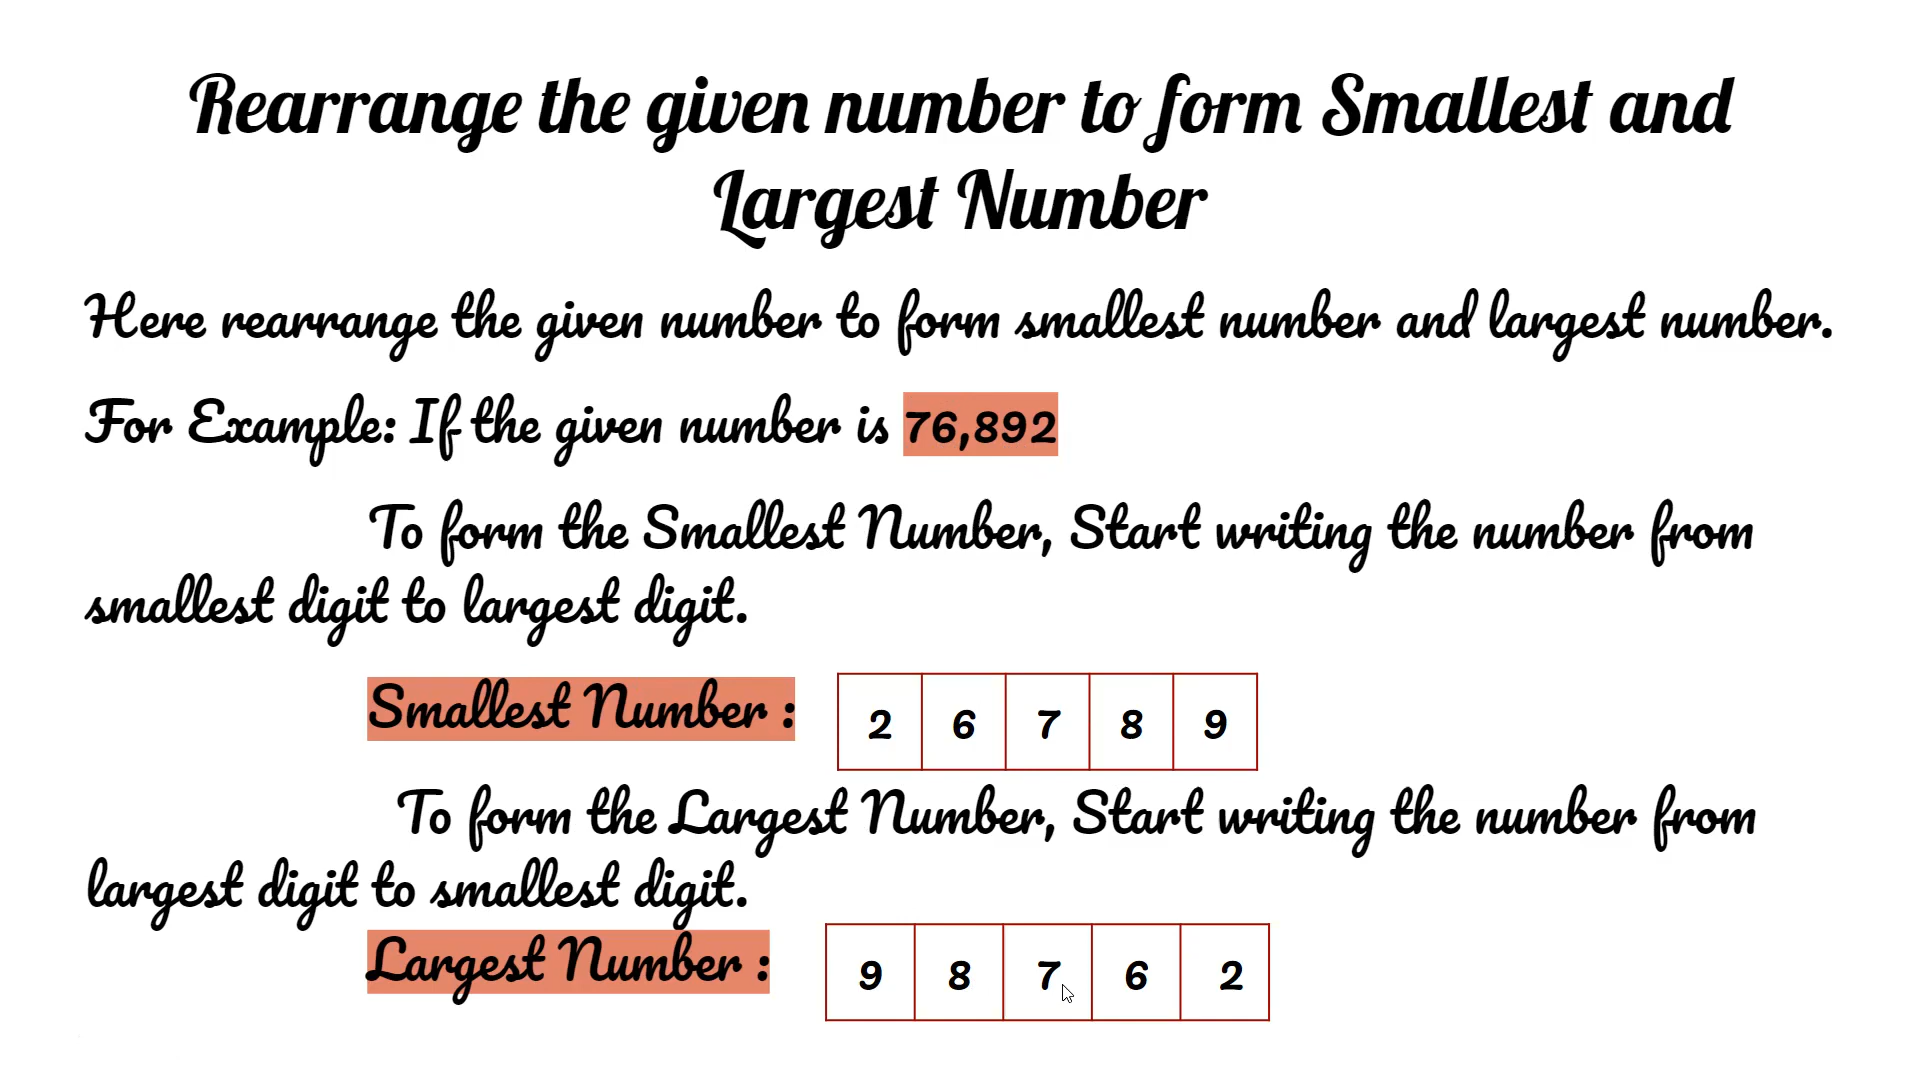 Rearrange the given number to form Smallest and
Largest Number
Here rearrange the given number to form smallest number and largest number.
For Example: If the given number is 76,892
To form the Smallest Number, Start writing the number from
smallest digit to largest digit.
Smallest Number : 2 6 7 8 9
To form the Largest Number, Start writing the number from
largest digit to smallest digit.
Largest Number : 9 8 7 6 2